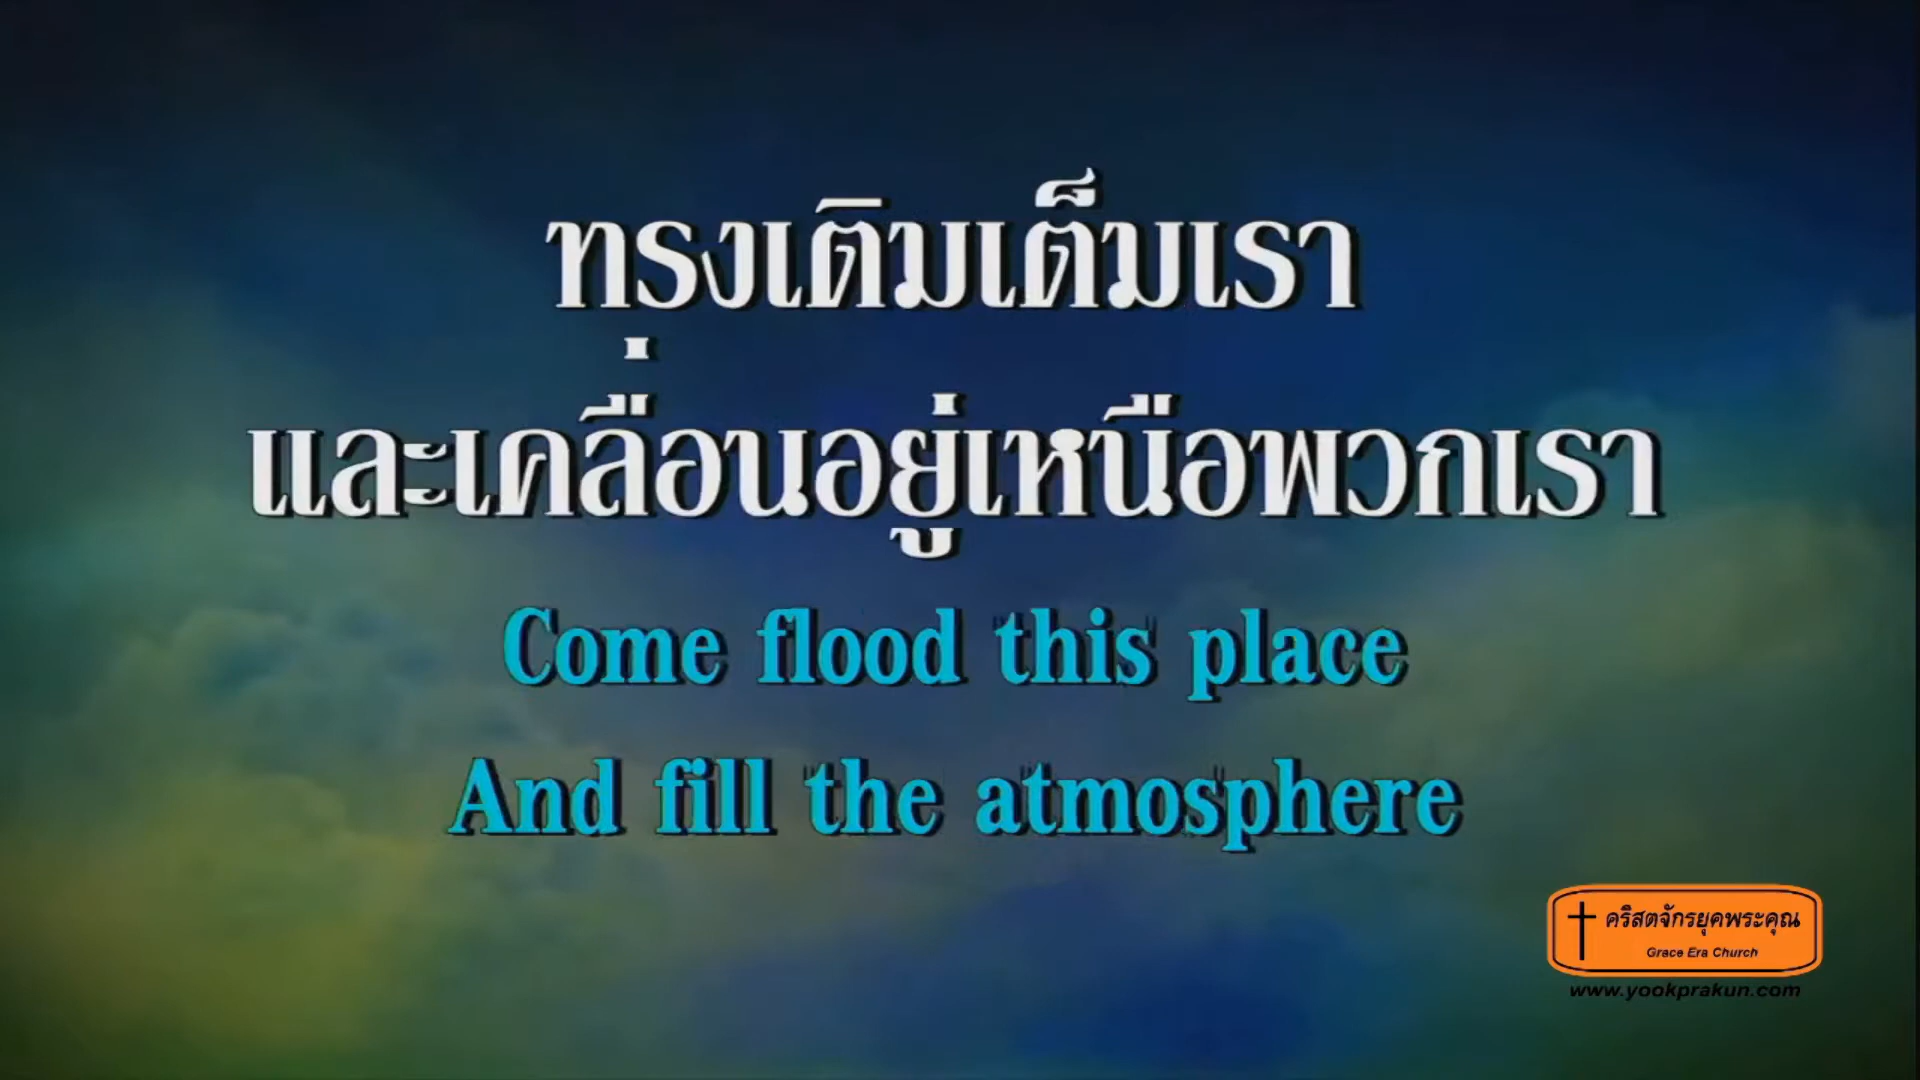 ทรงเติมเต็มเรา
และเคลื่อนอยู่เหนือพวกเรา
Come flood this place
And fill the atmosphere
คริสตจักรยุคพระคุณ
Grace Era Church
www.yookprakun.com